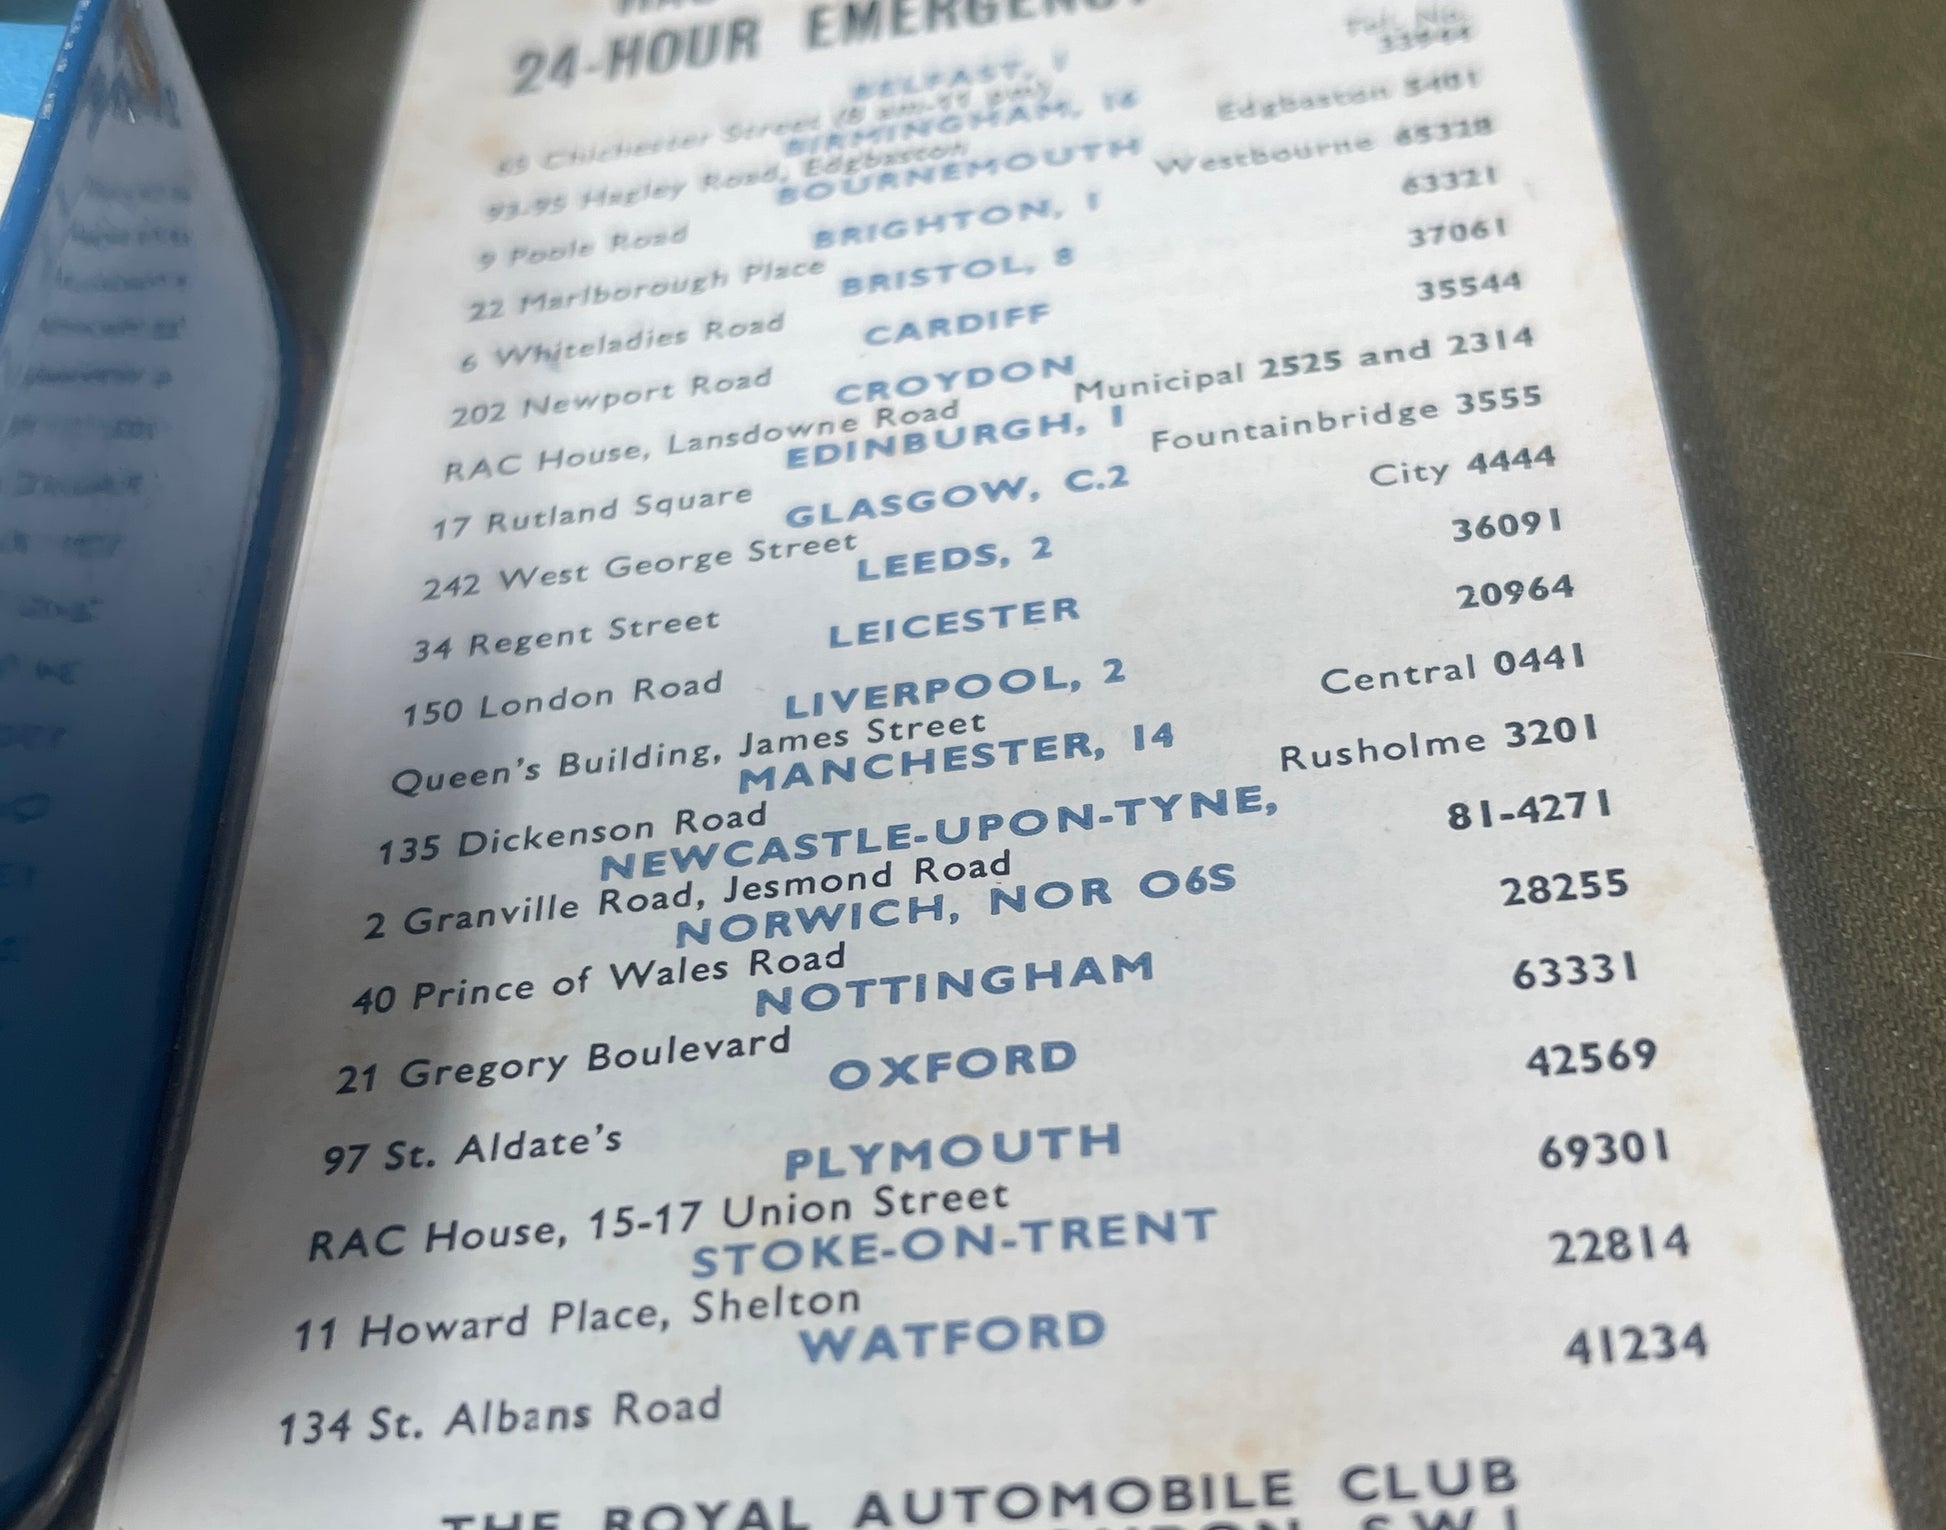 24-HOUR EMERGENCY
Tel. No.
BELFAST, 1
65 Chichester Street 33944
BIRMINGHAM, 16
93-95 Hagley Road, Edgbaston Edgbaston
BOURNEMOUTH
9 Poole Road Westbourne 65328
BRIGHTON, 1
22 Marlborough Place 63321
BRISTOL, 8
6 Whiteladies Road 37061
CARDIFF
202 Newport Road 35544
CROYDON
RAC House, Lansdowne Road Municipal 2525 and 2314
EDINBURGH, 1
17 Rutland Square Fountainbridge 3555
GLASGOW, C.2
242 West George Street City 4444
LEEDS, 2
34 Regent Street 36091
LEICESTER
150 London Road 20964
LIVERPOOL, 2
Queen's Building, James Street Central 0441
MANCHESTER, 14
135 Dickenson Road Rusholme 3201
NEWCASTLE-UPON-TYNE,
2 Granville Road, Jesmond Road 81-4271
NORWICH, NOR O6S
40 Prince of Wales Road 28255
NOTTINGHAM
21 Gregory Boulevard 63331
OXFORD
97 St. Aldate's 42569
PLYMOUTH
RAC House, 15-17 Union Street 69301
STOKE-ON-TRENT
11 Howard Place, Shelton 22814
WATFORD
134 St. Albans Road 41234
THE ROYAL AUTOMOBILE CLUB
S.W.1